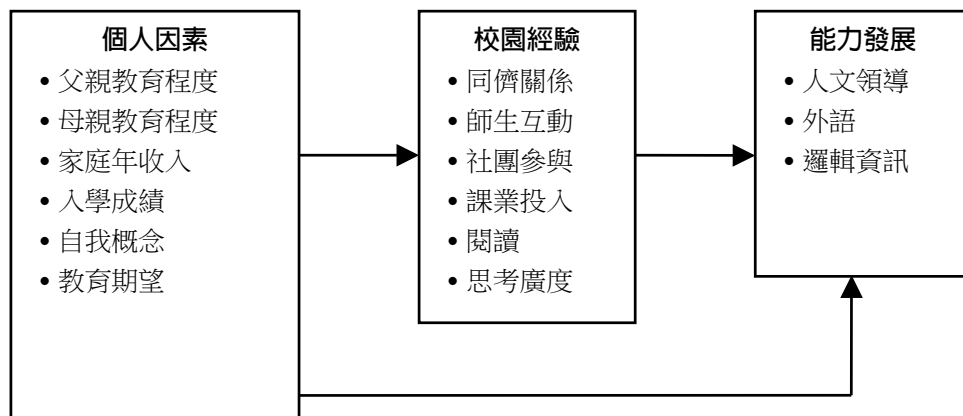 個人因素
• 父親教育程度
• 母親教育程度
• 家庭年收入
• 入學成績
• 自我概念
• 教育期望
校園經驗
• 同儕關係
• 師生互動
• 社團參與
• 課業投入
• 閱讀
• 思考廣度
能力發展
• 人文領導
• 外語
• 邏輯資訊